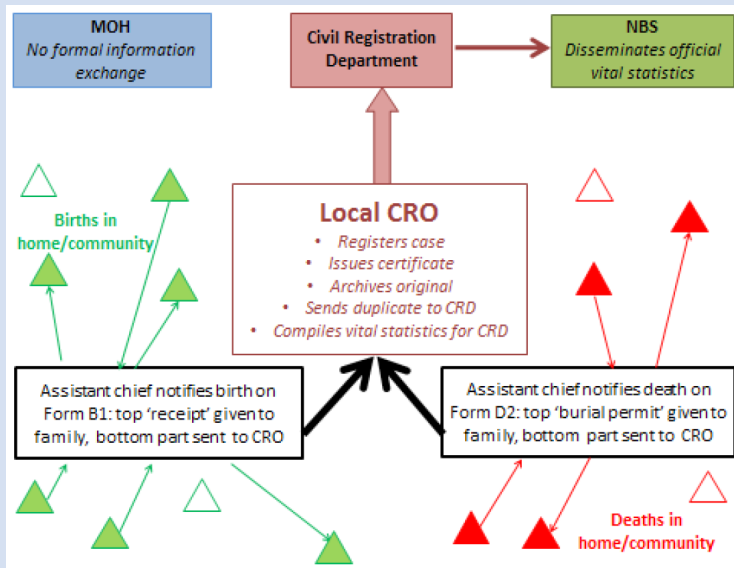 MOH
No formal information
exchange
Civil Registration
Department
NBS
Disseminates official
vital statistics
Births in
home/community
Local CRO
• Registers case
• Issues certificate
• Archives original
• Sends duplicate to CRD
• Compiles vital statistics for CRD
Assistant chief notifies birth on
Form B1: top ‘receipt’ given to
family, bottom part sent to CRO
Assistant chief notifies death on
Form D2: top ‘burial permit’ given to
family, bottom part sent to CRO
Deaths in
home/community